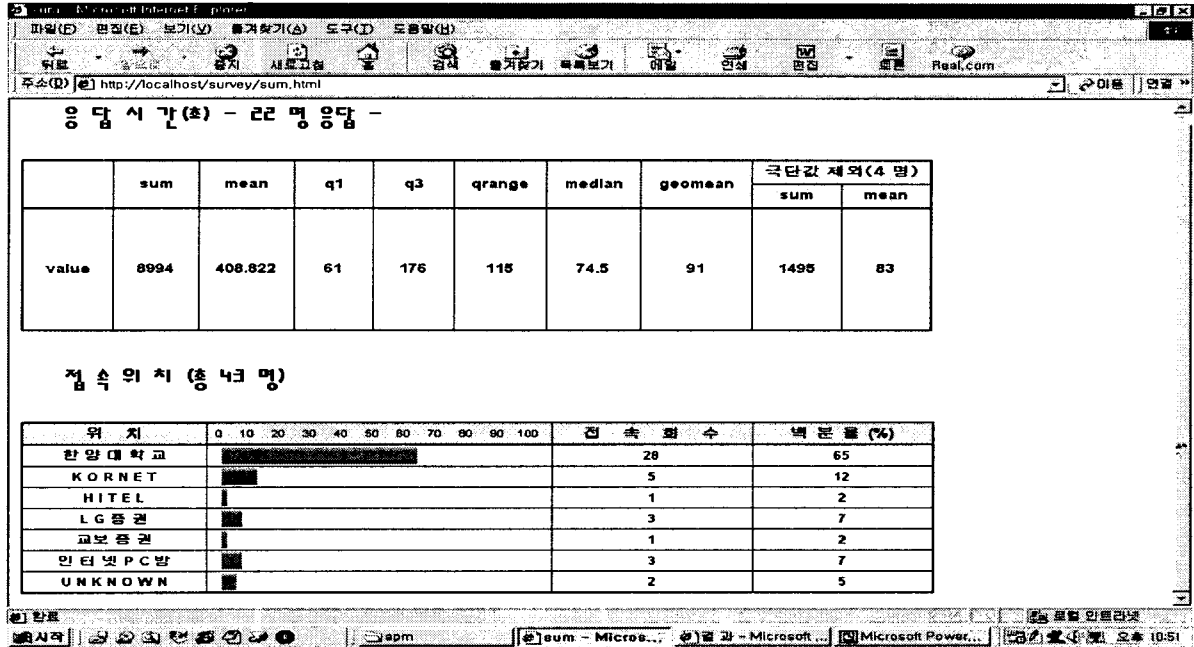 sum - Microsoft Internet Explorer
파일(F) 편집(E) 보기(V) 즐겨찾기(A) 도구(T) 도움말(H)
뒤로 중지 새로고침 홈 검색 즐겨찾기 목록보기 메일 인쇄 편집 토론 Real.com
주소(D) http://localhost/survey/sum.html 이동 연결 »
응 답 시 간(초) - 22 명 응답 -
sum mean q1 q3 qrange median geomean 극단값 제외(4 명)
sum mean
value 8994 408.822 61 176 115 74.5 91 1495 83
접 속 위 치 (총 43 명)
위 치 0 10 20 30 40 50 60 70 80 90 100 접 속 회 수 백 분 율 (%)
한 양 대 학 교 28 65
K O R N E T 5 12
H I T E L 1 2
L G 증 권 3 7
교보 증 권 1 2
인 터 넷 P C 방 3 7
U N K N O W N 2 5
완료 로컬 인트라넷
시작 apm sum - Micros... 결 과 - Microsoft ... Microsoft Power... 오후 10:51